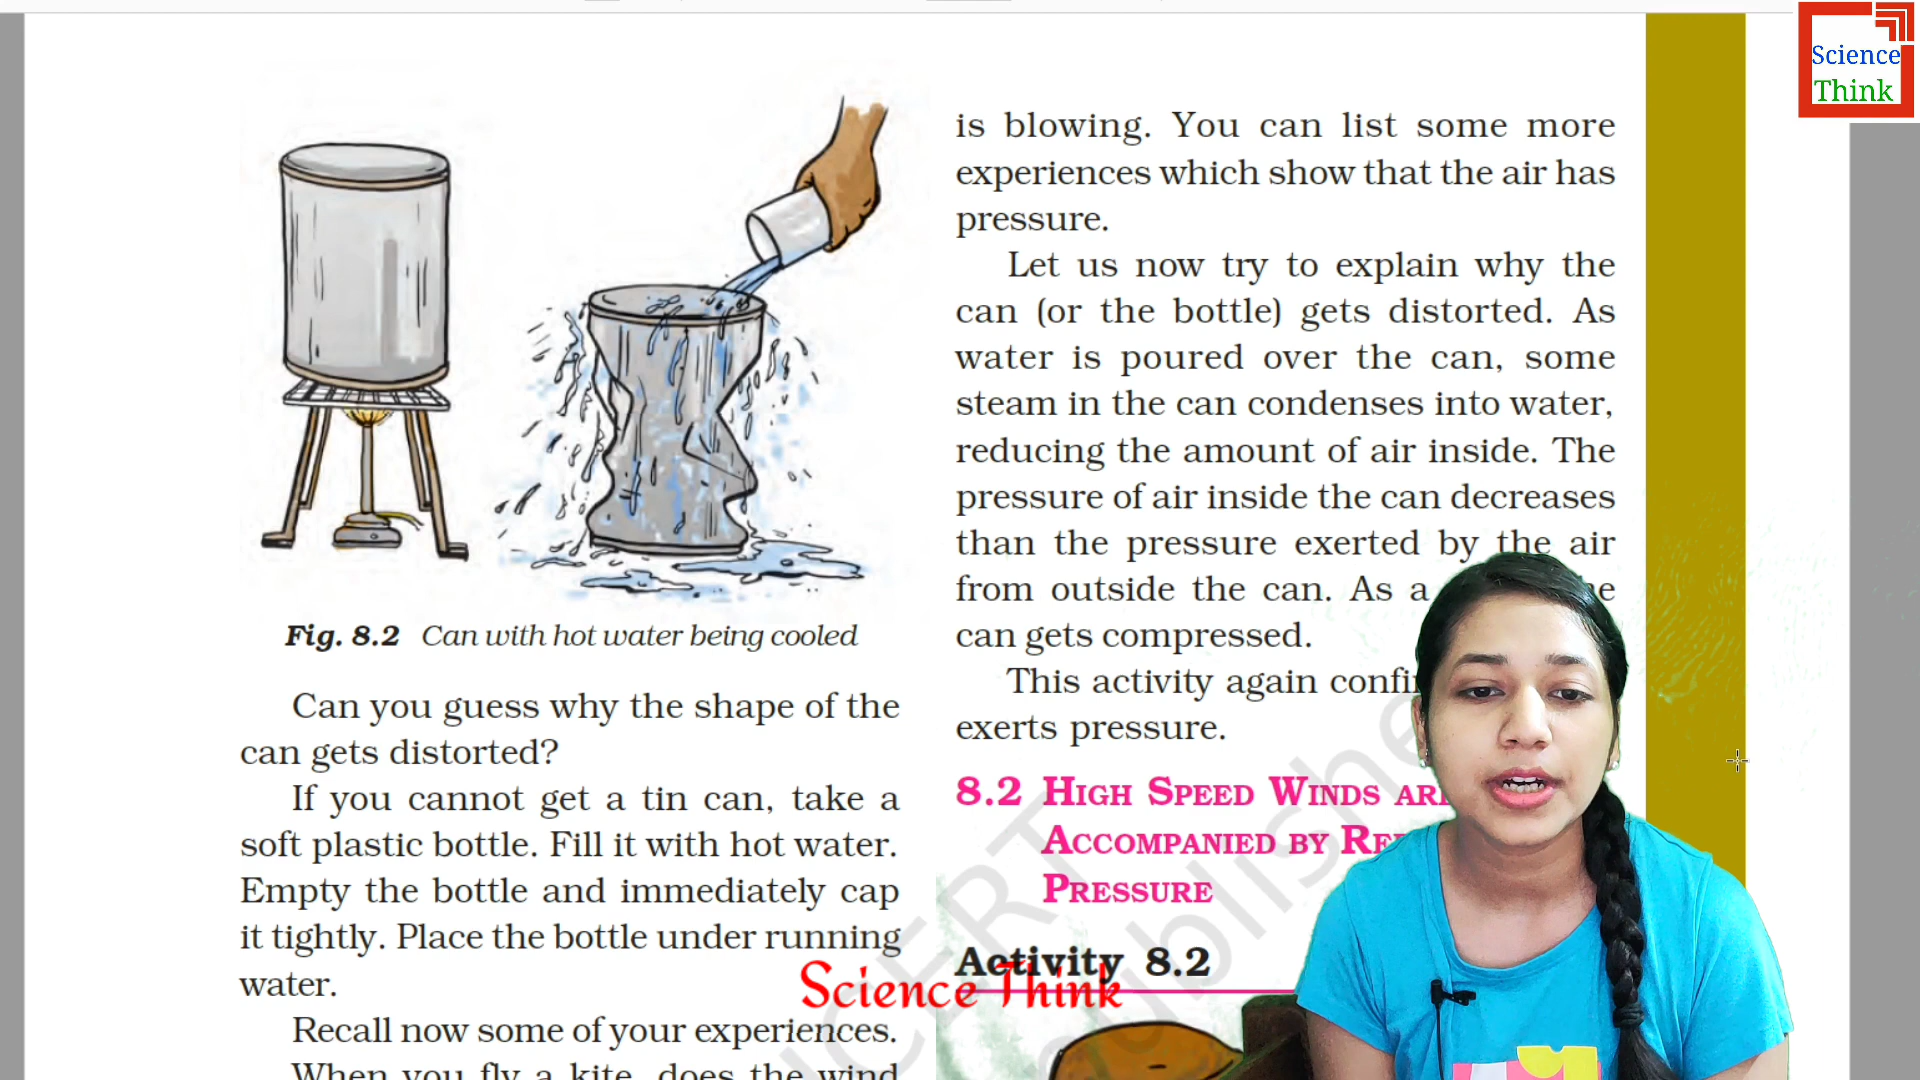 Fig. 8.2 Can with hot water being cooled
Can you guess why the shape of the
can gets distorted?
If you cannot get a tin can, take a
soft plastic bottle. Fill it with hot water.
Empty the bottle and immediately cap
it tightly. Place the bottle under running
water.
Recall now some of your experiences.
When you fly a kite, does the wind
is blowing. You can list some more
experiences which show that the air has
pressure.
Let us now try to explain why the
can (or the bottle) gets distorted. As
water is poured over the can, some
steam in the can condenses into water,
reducing the amount of air inside. The
pressure of air inside the can decreases
than the pressure exerted by the air
from outside the can. As a
can gets compressed.
This activity again
exerts pressure.
8.2 HIGH SPEED WINDS
ACCOMPANIED BY
PRESSURE
Activity 8.2
Science Think
Science
Think